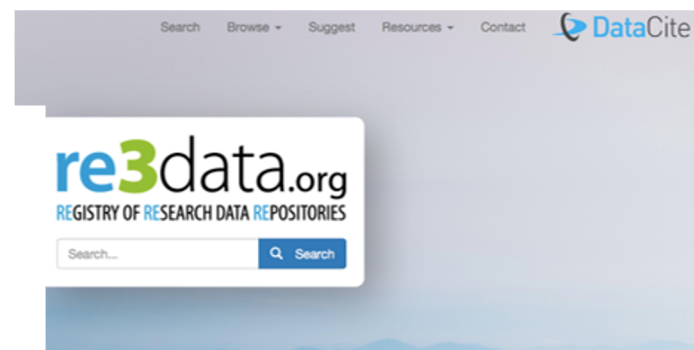 Search Browse Suggest Resources Contact DataCite
re3data.org
REGISTRY OF RESEARCH DATA REPOSITORIES
Search... Search